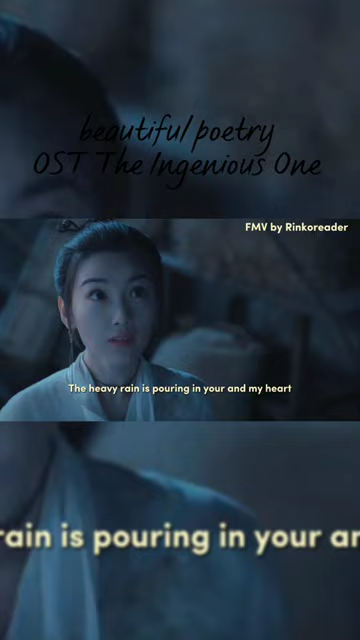 beautiful poetry
OST The Ingenious One
FMV by Rinkoreader
The heavy rain is pouring in your and my heart
rain is pouring in your an